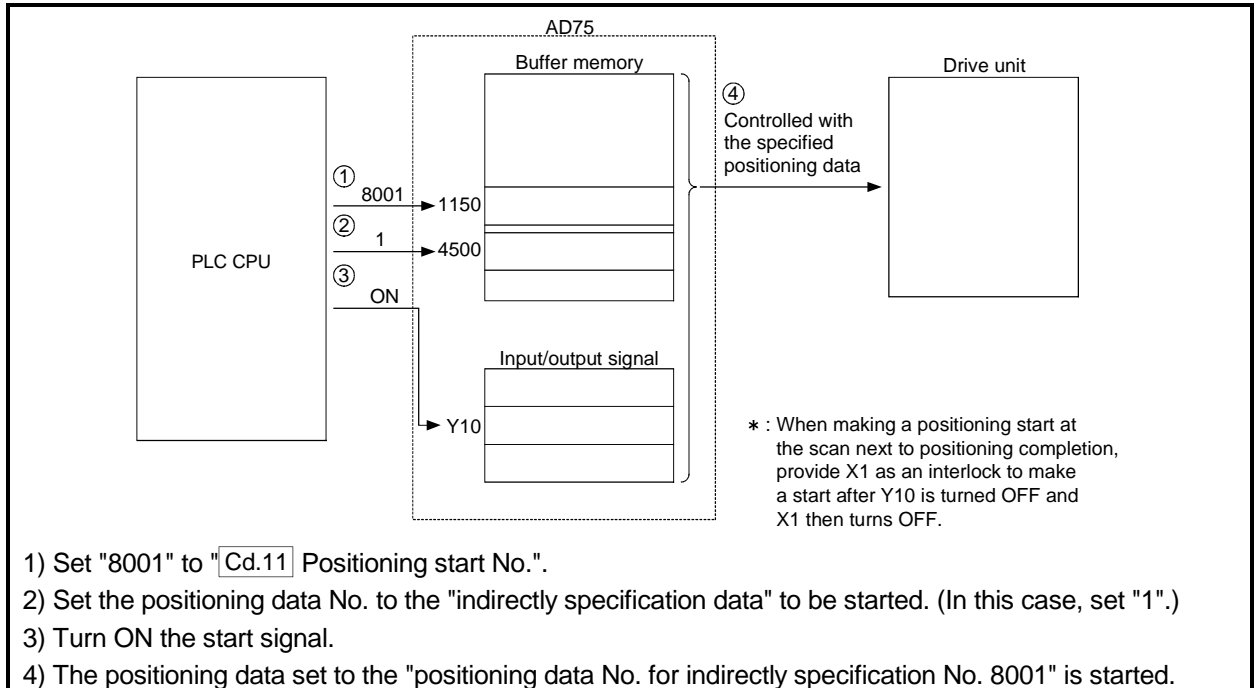 AD75
Buffer memory
Drive unit
④
Controlled with
the specified
positioning data
①
8001
1150
②
1
4500
PLC CPU
③
ON
Input/output signal
Y10
* : When making a positioning start at
the scan next to positioning completion,
provide X1 as an interlock to make
a start after Y10 is turned OFF and
X1 then turns OFF.
1) Set "8001" to "Cd.11 Positioning start No.".
2) Set the positioning data No. to the "indirectly specification data" to be started. (In this case, set "1".)
3) Turn ON the start signal.
4) The positioning data set to the "positioning data No. for indirectly specification No. 8001" is started.